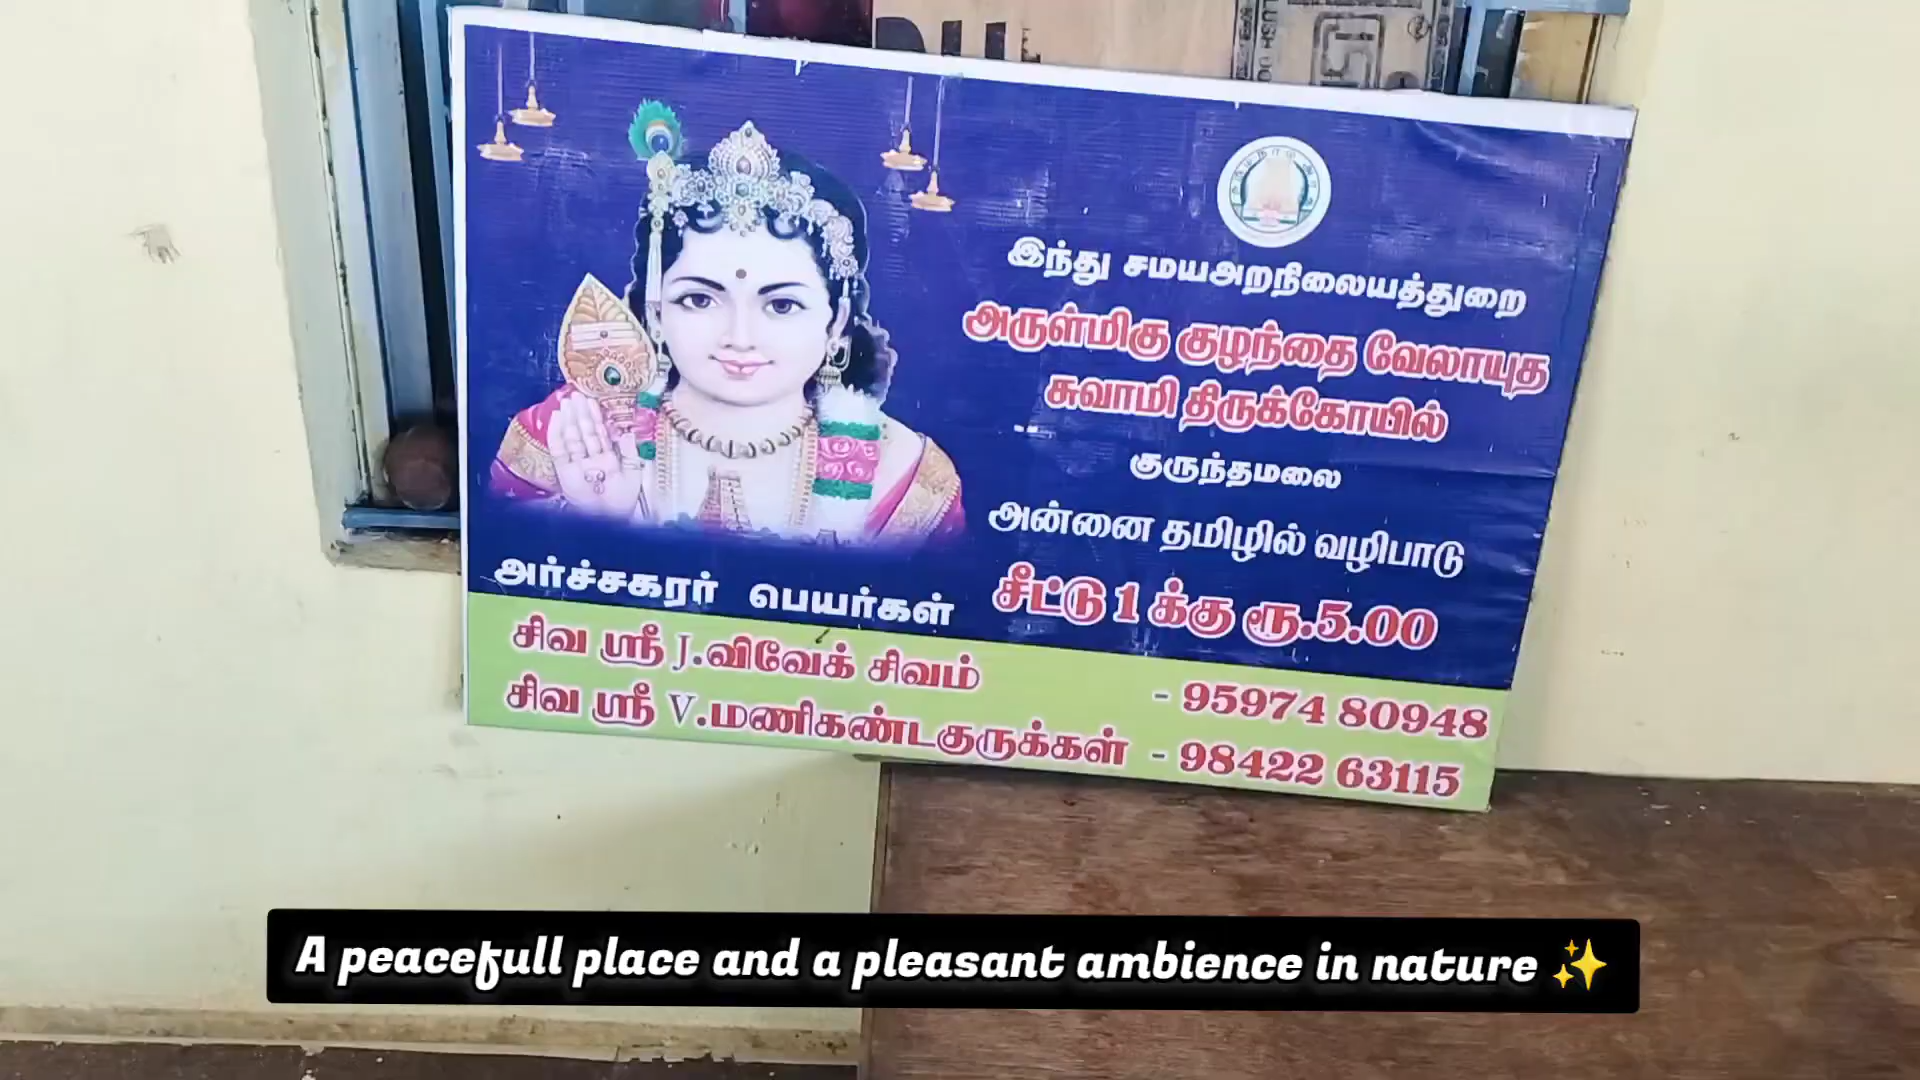 இந்து சமயஅறநிலையத்துறை
அருள்மிகு குழந்தை வேலாயுத
சுவாமி திருக்கோயில்
குருந்தமலை
அன்னை தமிழில் வழிபாடு
சீட்டு 1 க்கு ரூ.5.00
அர்ச்சகரர் பெயர்கள்
சிவ ஸ்ரீ J.விவேக் சிவம் - 95974 80948
சிவ ஸ்ரீ V.மணிகண்டகுருக்கள் - 98422 63115
A peacefull place and a pleasant ambience in nature ✨